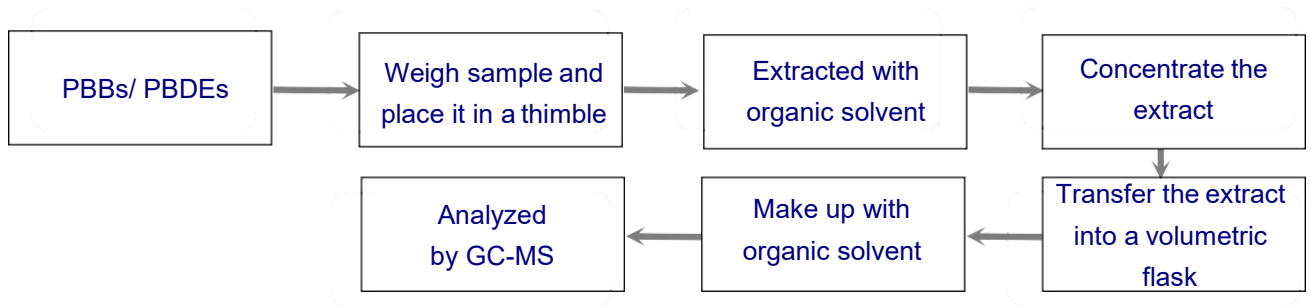 PBBs/ PBDEs
Weigh sample and
place it in a thimble
Extracted with
organic solvent
Concentrate the
extract
Transfer the extract
into a volumetric
flask
Make up with
organic solvent
Analyzed
by GC-MS